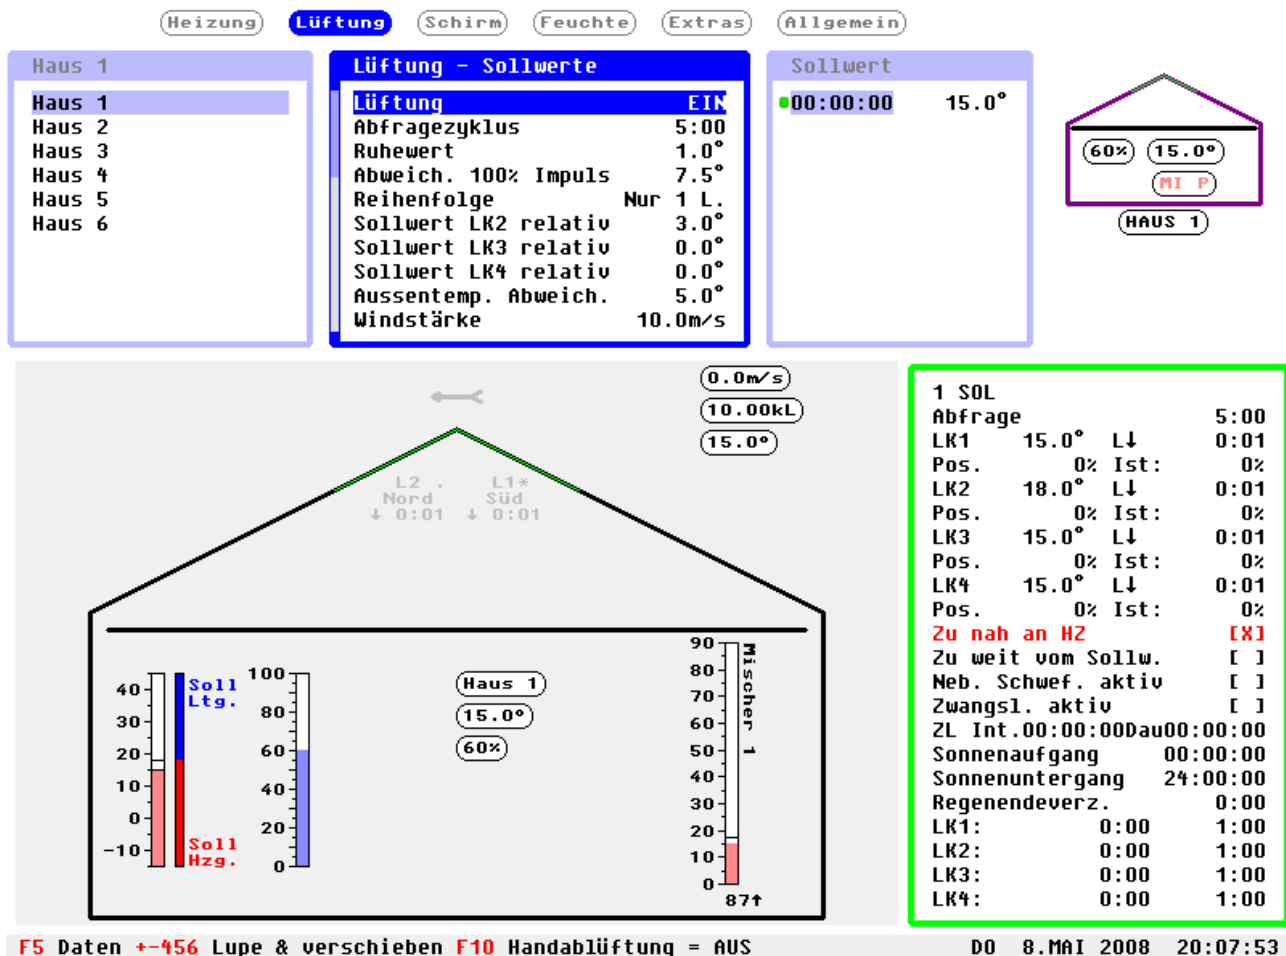 Heizung Lüftung Schirm Feuchte Extras Allgemein
Haus 1
Haus 1
Haus 2
Haus 3
Haus 4
Haus 5
Haus 6
Lüftung - Sollwerte
Lüftung EIN
Abfragezyklus 5:00
Ruhewert 1.0°
Abweich. 100% Impuls 7.5°
Reihenfolge Nur 1 L.
Sollwert LK2 relativ 3.0°
Sollwert LK3 relativ 0.0°
Sollwert LK4 relativ 0.0°
Aussentemp. Abweich. 5.0°
Windstärke 10.0m/s
Sollwert
00:00:00 15.0°
60% 15.0°
MI P
HAUS 1
0.0m/s
10.00kL
15.0°
L2 . L1*
Nord Süd
↓ 0:01 ↓ 0:01
40
30
20
10
0
-10
Soll
Ltg.
Soll
Hzg.
100
80
60
40
20
0
Haus 1
15.0°
60%
90
80
70
60
50
40
30
20
10
0
Mischer 1
87↑
1 SOL
Abfrage 5:00
LK1 15.0° L↓ 0:01
Pos. 0% Ist: 0%
LK2 18.0° L↓ 0:01
Pos. 0% Ist: 0%
LK3 15.0° L↓ 0:01
Pos. 0% Ist: 0%
LK4 15.0° L↓ 0:01
Pos. 0% Ist: 0%
Zu nah an HZ [X]
Zu weit vom Sollw. [ ]
Neb. Schwef. aktiv [ ]
Zwangsl. aktiv [ ]
ZL Int.00:00:00Dau00:00:00
Sonnenaufgang 00:00:00
Sonnenuntergang 24:00:00
Regenendeverz. 0:00
LK1: 0:00 1:00
LK2: 0:00 1:00
LK3: 0:00 1:00
LK4: 0:00 1:00
F5 Daten +-456 Lupe & verschieben F10 Handablüftung = AUS DO 8.MAI 2008 20:07:53